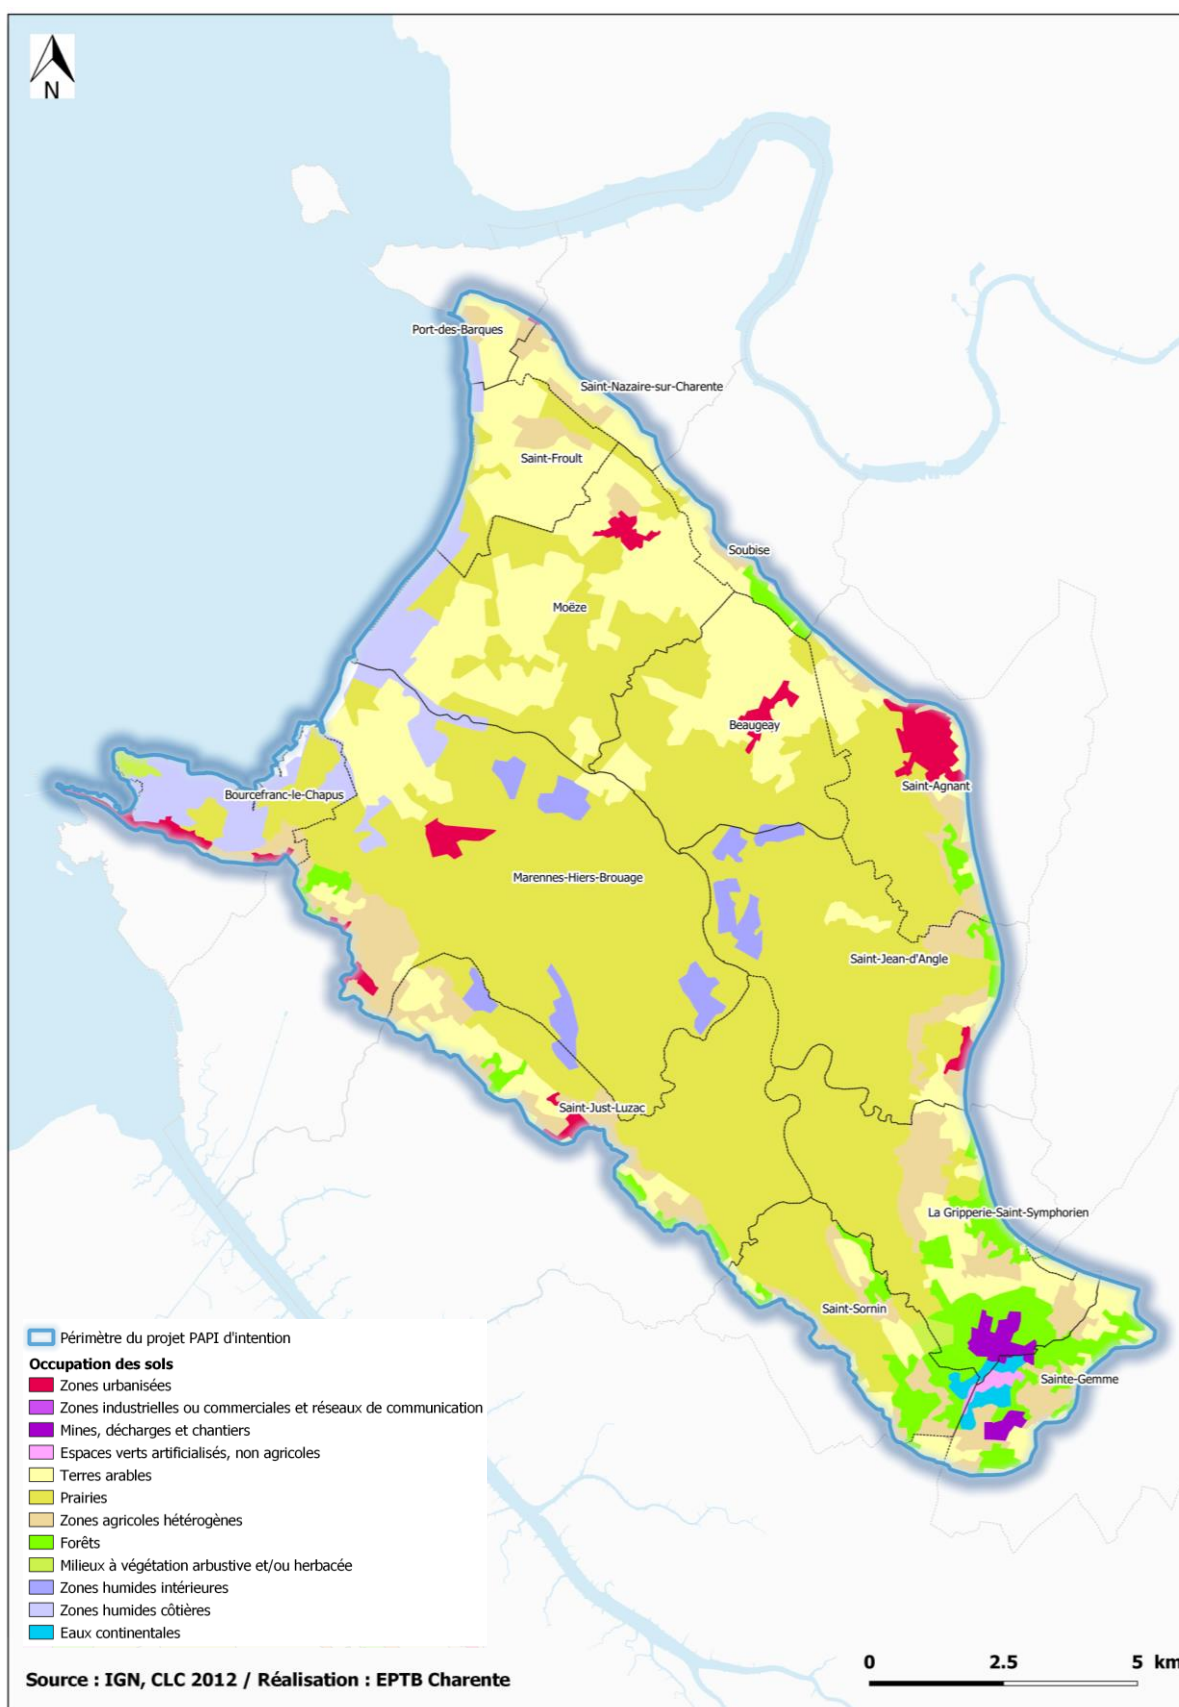 N
Port-des-Barques
Saint-Nazaire-sur-Charente
Saint-Froult
Soubise
Moëze
Beaugeay
Saint-Agnant
Bourcefranc-le-Chapus
Marennes-Hiers-Brouage
Saint-Jean-d'Angle
Saint-Just-Luzac
La Gripperie-Saint-Symphorien
Saint-Sornin
Sainte-Gemme
Périmètre du projet PAPI d'intention
Occupation des sols
Zones urbanisées
Zones industrielles ou commerciales et réseaux de communication
Mines, décharges et chantiers
Espaces verts artificialisés, non agricoles
Terres arables
Prairies
Zones agricoles hétérogènes
Forêts
Milieux à végétation arbustive et/ou herbacée
Zones humides intérieures
Zones humides côtières
Eaux continentales
0 2.5 5 km
Source : IGN, CLC 2012 / Réalisation : EPTB Charente